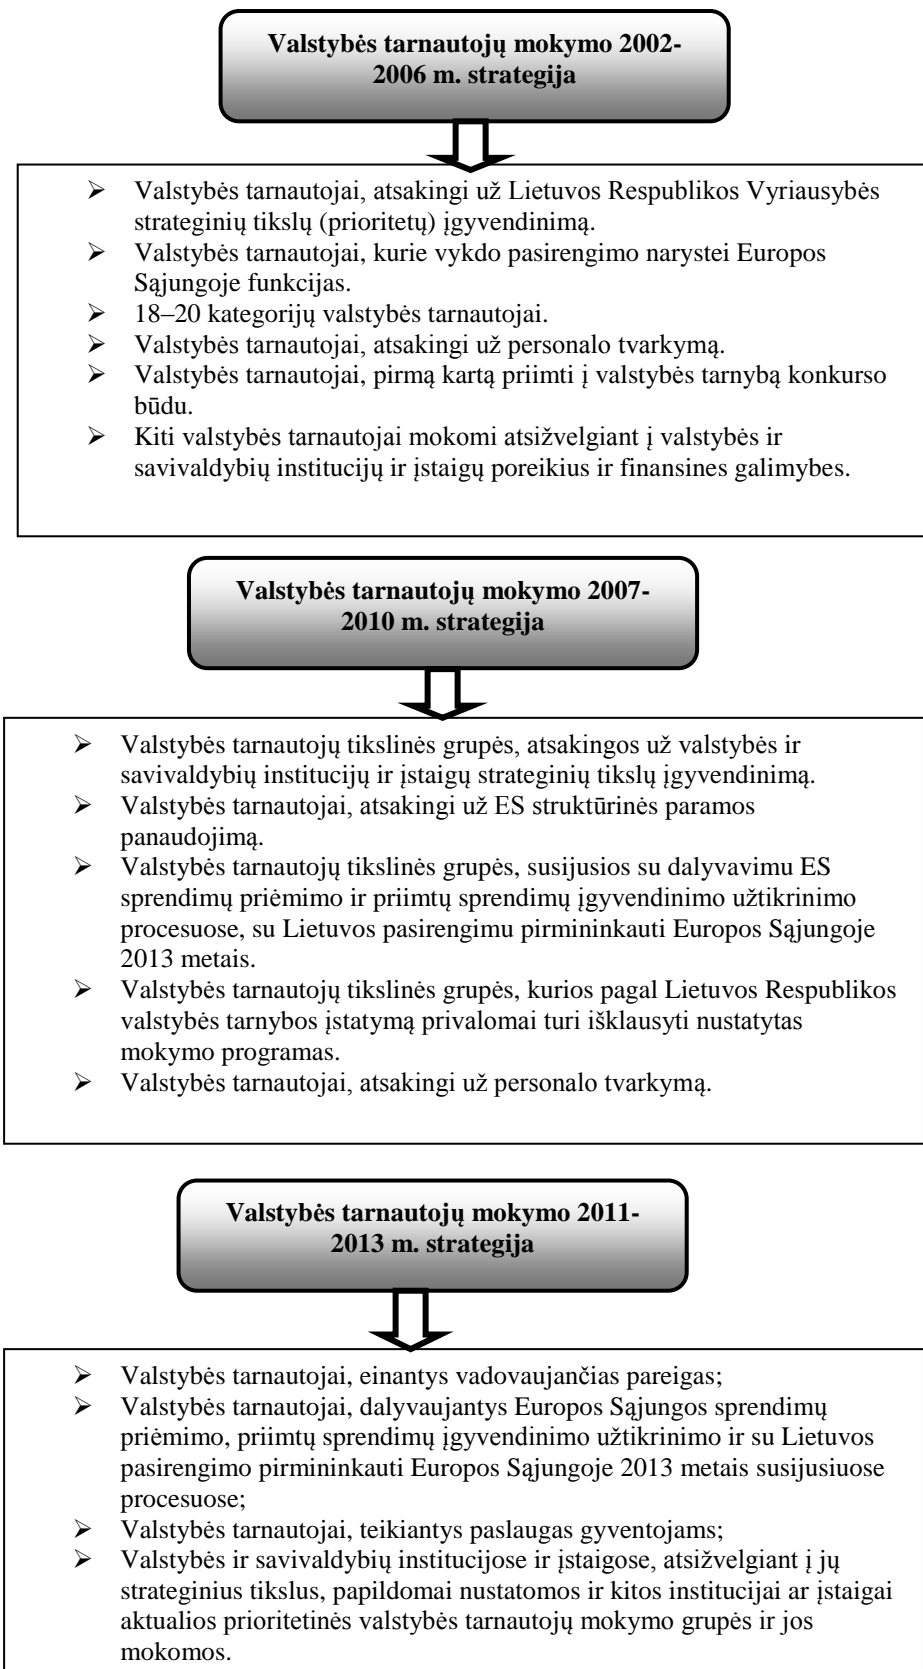 Valstybės tarnautojų mokymo 2002-
2006 m. strategija
➢ Valstybės tarnautojai, atsakingi už Lietuvos Respublikos Vyriausybės
strateginių tikslų (prioritetų) įgyvendinimą.
➢ Valstybės tarnautojai, kurie vykdo pasirengimo narystei Europos
Sąjungoje funkcijas.
➢ 18–20 kategorijų valstybės tarnautojai.
➢ Valstybės tarnautojai, atsakingi už personalo tvarkymą.
➢ Valstybės tarnautojai, pirmą kartą priimti į valstybės tarnybą konkurso
būdu.
➢ Kiti valstybės tarnautojai mokomi atsižvelgiant į valstybės ir
savivaldybių institucijų ir įstaigų poreikius ir finansines galimybes.
Valstybės tarnautojų mokymo 2007-
2010 m. strategija
➢ Valstybės tarnautojų tikslinės grupės, atsakingos už valstybės ir
savivaldybių institucijų ir įstaigų strateginių tikslų įgyvendinimą.
➢ Valstybės tarnautojai, atsakingi už ES struktūrinės paramos
panaudojimą.
➢ Valstybės tarnautojų tikslinės grupės, susijusios su dalyvavimu ES
sprendimų priėmimo ir priimtų sprendimų įgyvendinimo užtikrinimo
procesuose, su Lietuvos pasirengimu pirmininkauti Europos Sąjungoje
2013 metais.
➢ Valstybės tarnautojų tikslinės grupės, kurios pagal Lietuvos Respublikos
valstybės tarnybos įstatymą privalomai turi išklausyti nustatytas
mokymo programas.
➢ Valstybės tarnautojai, atsakingi už personalo tvarkymą.
Valstybės tarnautojų mokymo 2011-
2013 m. strategija
➢ Valstybės tarnautojai, einantys vadovaujančias pareigas;
➢ Valstybės tarnautojai, dalyvaujantys Europos Sąjungos sprendimų
priėmimo, priimtų sprendimų įgyvendinimo užtikrinimo ir su Lietuvos
pasirengimo pirmininkauti Europos Sąjungoje 2013 metais susijusiuose
procesuose;
➢ Valstybės tarnautojai, teikiantys paslaugas gyventojams;
➢ Valstybės ir savivaldybių institucijose ir įstaigose, atsižvelgiant į jų
strateginius tikslus, papildomai nustatomos ir kitos institucijai ar įstaigai
aktualios prioritetinės valstybės tarnautojų mokymo grupės ir jos
mokomos.